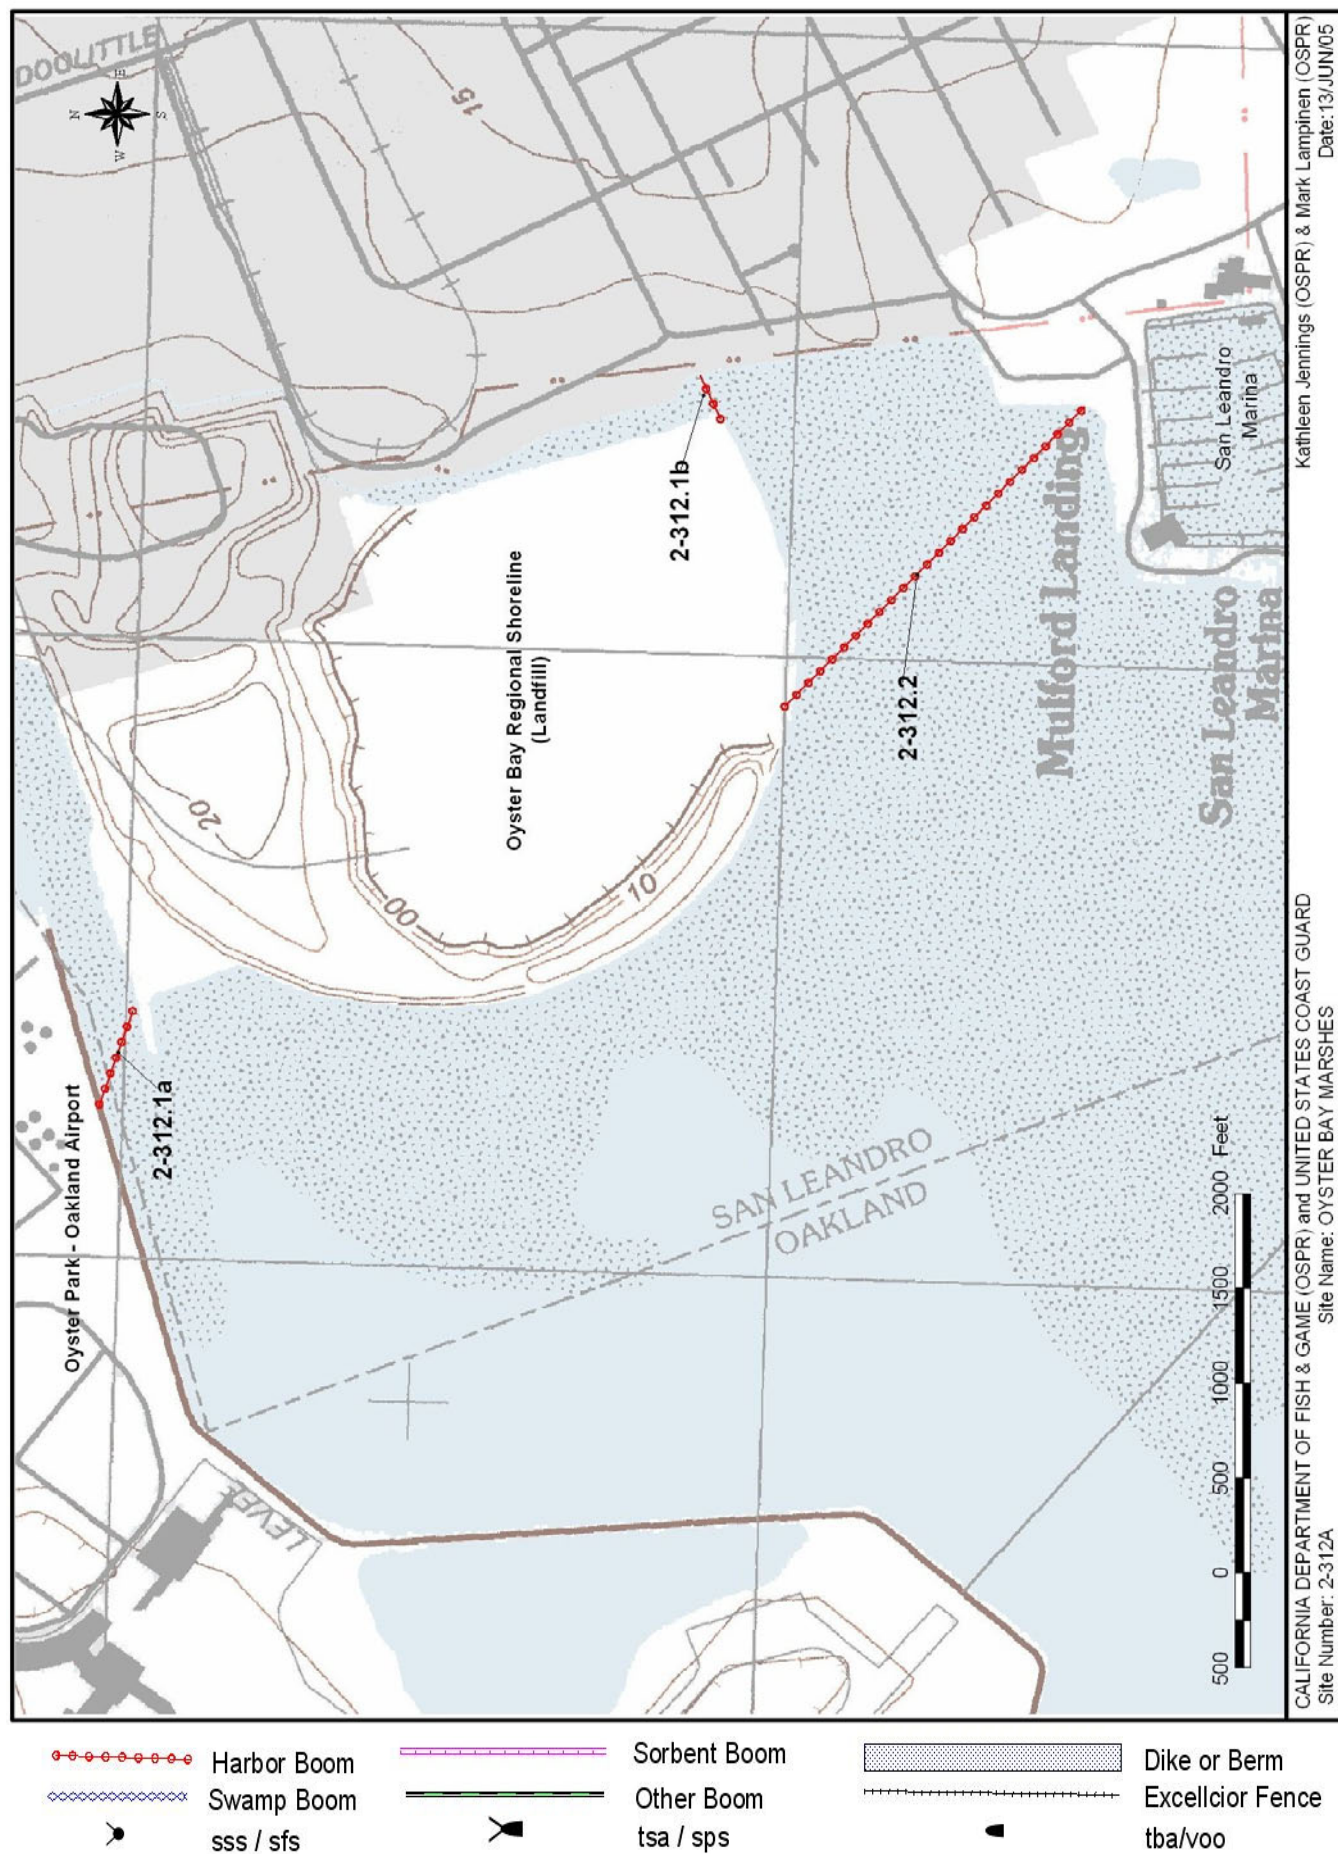 DOOLITTLE
N
E
S
W
15
20
00
10
Oyster Bay Regional Shoreline
(Landfill)
2-312.1b
2-312.2
2-312.1a
Oyster Park - Oakland Airport
Mulford Landing
San Leandro
Marina
San Leandro
Marina
SAN LEANDRO
OAKLAND
LEVEE
500 0 500 1000 1500 2000 Feet
CALIFORNIA DEPARTMENT OF FISH & GAME (OSPR) and UNITED STATES COAST GUARD
Kathleen Jennings (OSPR) & Mark Lampinen (OSPR)
Site Number: 2-312A
Site Name: OYSTER BAY MARSHES
Date:13/JUN/05
Harbor Boom
Sorbent Boom
Dike or Berm
Swamp Boom
Other Boom
Excellcior Fence
sss / sfs
tsa / sps
tba/voo